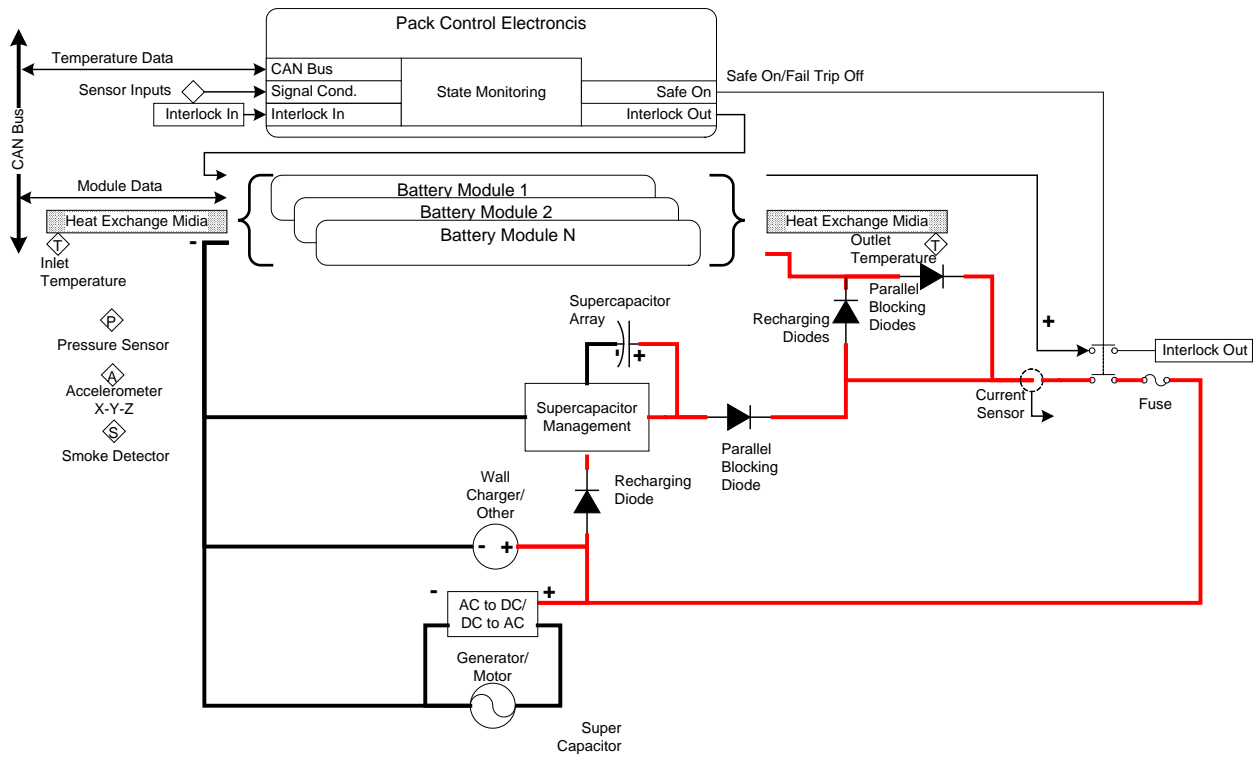 Pack Control Electroncis
Temperature Data
CAN Bus
Sensor Inputs
Signal Cond.
State Monitoring
Safe On
Safe On/Fail Trip Off
Interlock In
Interlock In
Interlock Out
CAN Bus
Module Data
Battery Module 1
Battery Module 2
Battery Module N
Heat Exchange Midia
Heat Exchange Midia
-
T
Inlet
Temperature
Outlet
Temperature
T
Supercapacitor
Array
- +
Recharging
Diodes
Parallel
Blocking
Diodes
+
Interlock Out
P
Pressure Sensor
A
Accelerometer
X-Y-Z
S
Smoke Detector
Supercapacitor
Management
Current
Sensor
Fuse
Parallel
Blocking
Diode
Recharging
Diode
Wall
Charger/
Other
- +
- +
AC to DC/
DC to AC
Generator/
Motor
Super
Capacitor